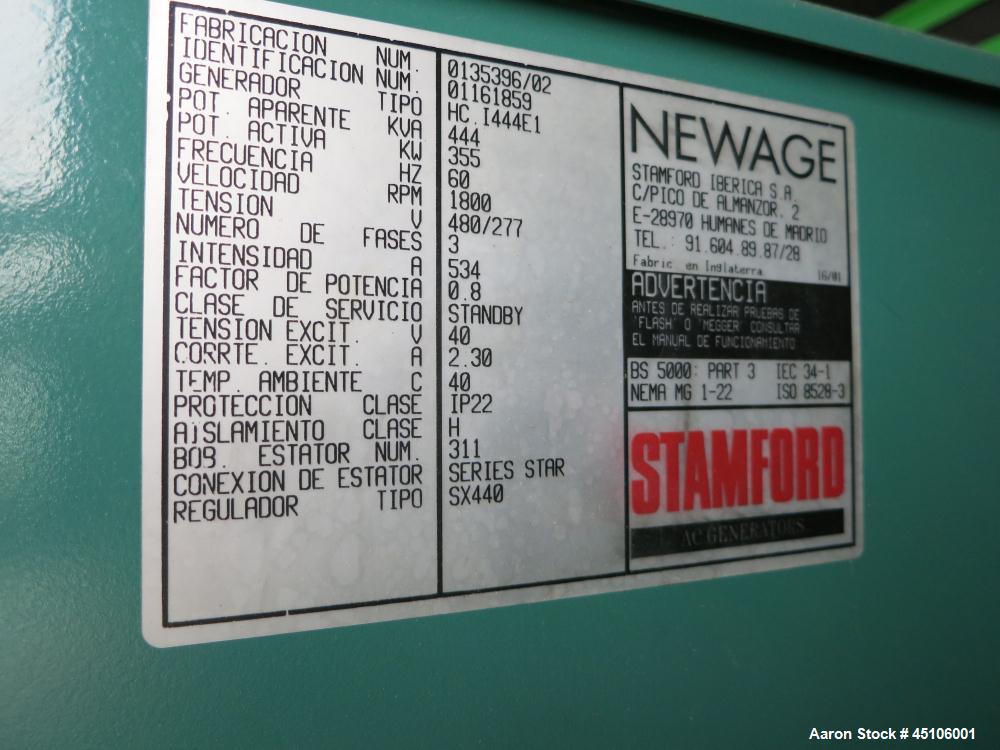 FABRICACION NUM. 0135396/02
IDENTIFICACION NUM. 01161859
GENERADOR TIPO HC.I444E1
POT. APARENTE KVA 444
POT. ACTIVA KW 355
FRECUENCIA HZ 60
VELOCIDAD RPM 1800
TENSION V 480/277
NUMERO DE FASES 3
INTENSIDAD A 534
FACTOR DE POTENCIA 0.8
CLASE DE SERVICIO STANDBY
TENSION EXCIT. V 40
CORRTE. EXCIT. A 2.30
TEMP. AMBIENTE C 40
PROTECCION CLASE IP22
AISLAMIENTO CLASE H
BOB. ESTATOR NUM. 311
CONEXION DE ESTATOR SERIES STAR
REGULADOR TIPO SX440
NEWAGE
STAMFORD IBERICA S.A.
C/PICO DE ALMANZOR, 2
E-28970 HUMANES DE MADRID
TEL.: 91.604.89.87/28
Fabric. en Inglaterra 16/01
ADVERTENCIA
ANTES DE REALIZAR PRUEBAS DE
'FLASH' O 'MEGGER' CONSULTAR
EL MANUAL DE FUNCIONAMIENTO
BS 5000: PART 3 IEC 34-1
NEMA MG 1-22 ISO 8528-3
STAMFORD
AC GENERATORS
Aaron Stock # 45106001